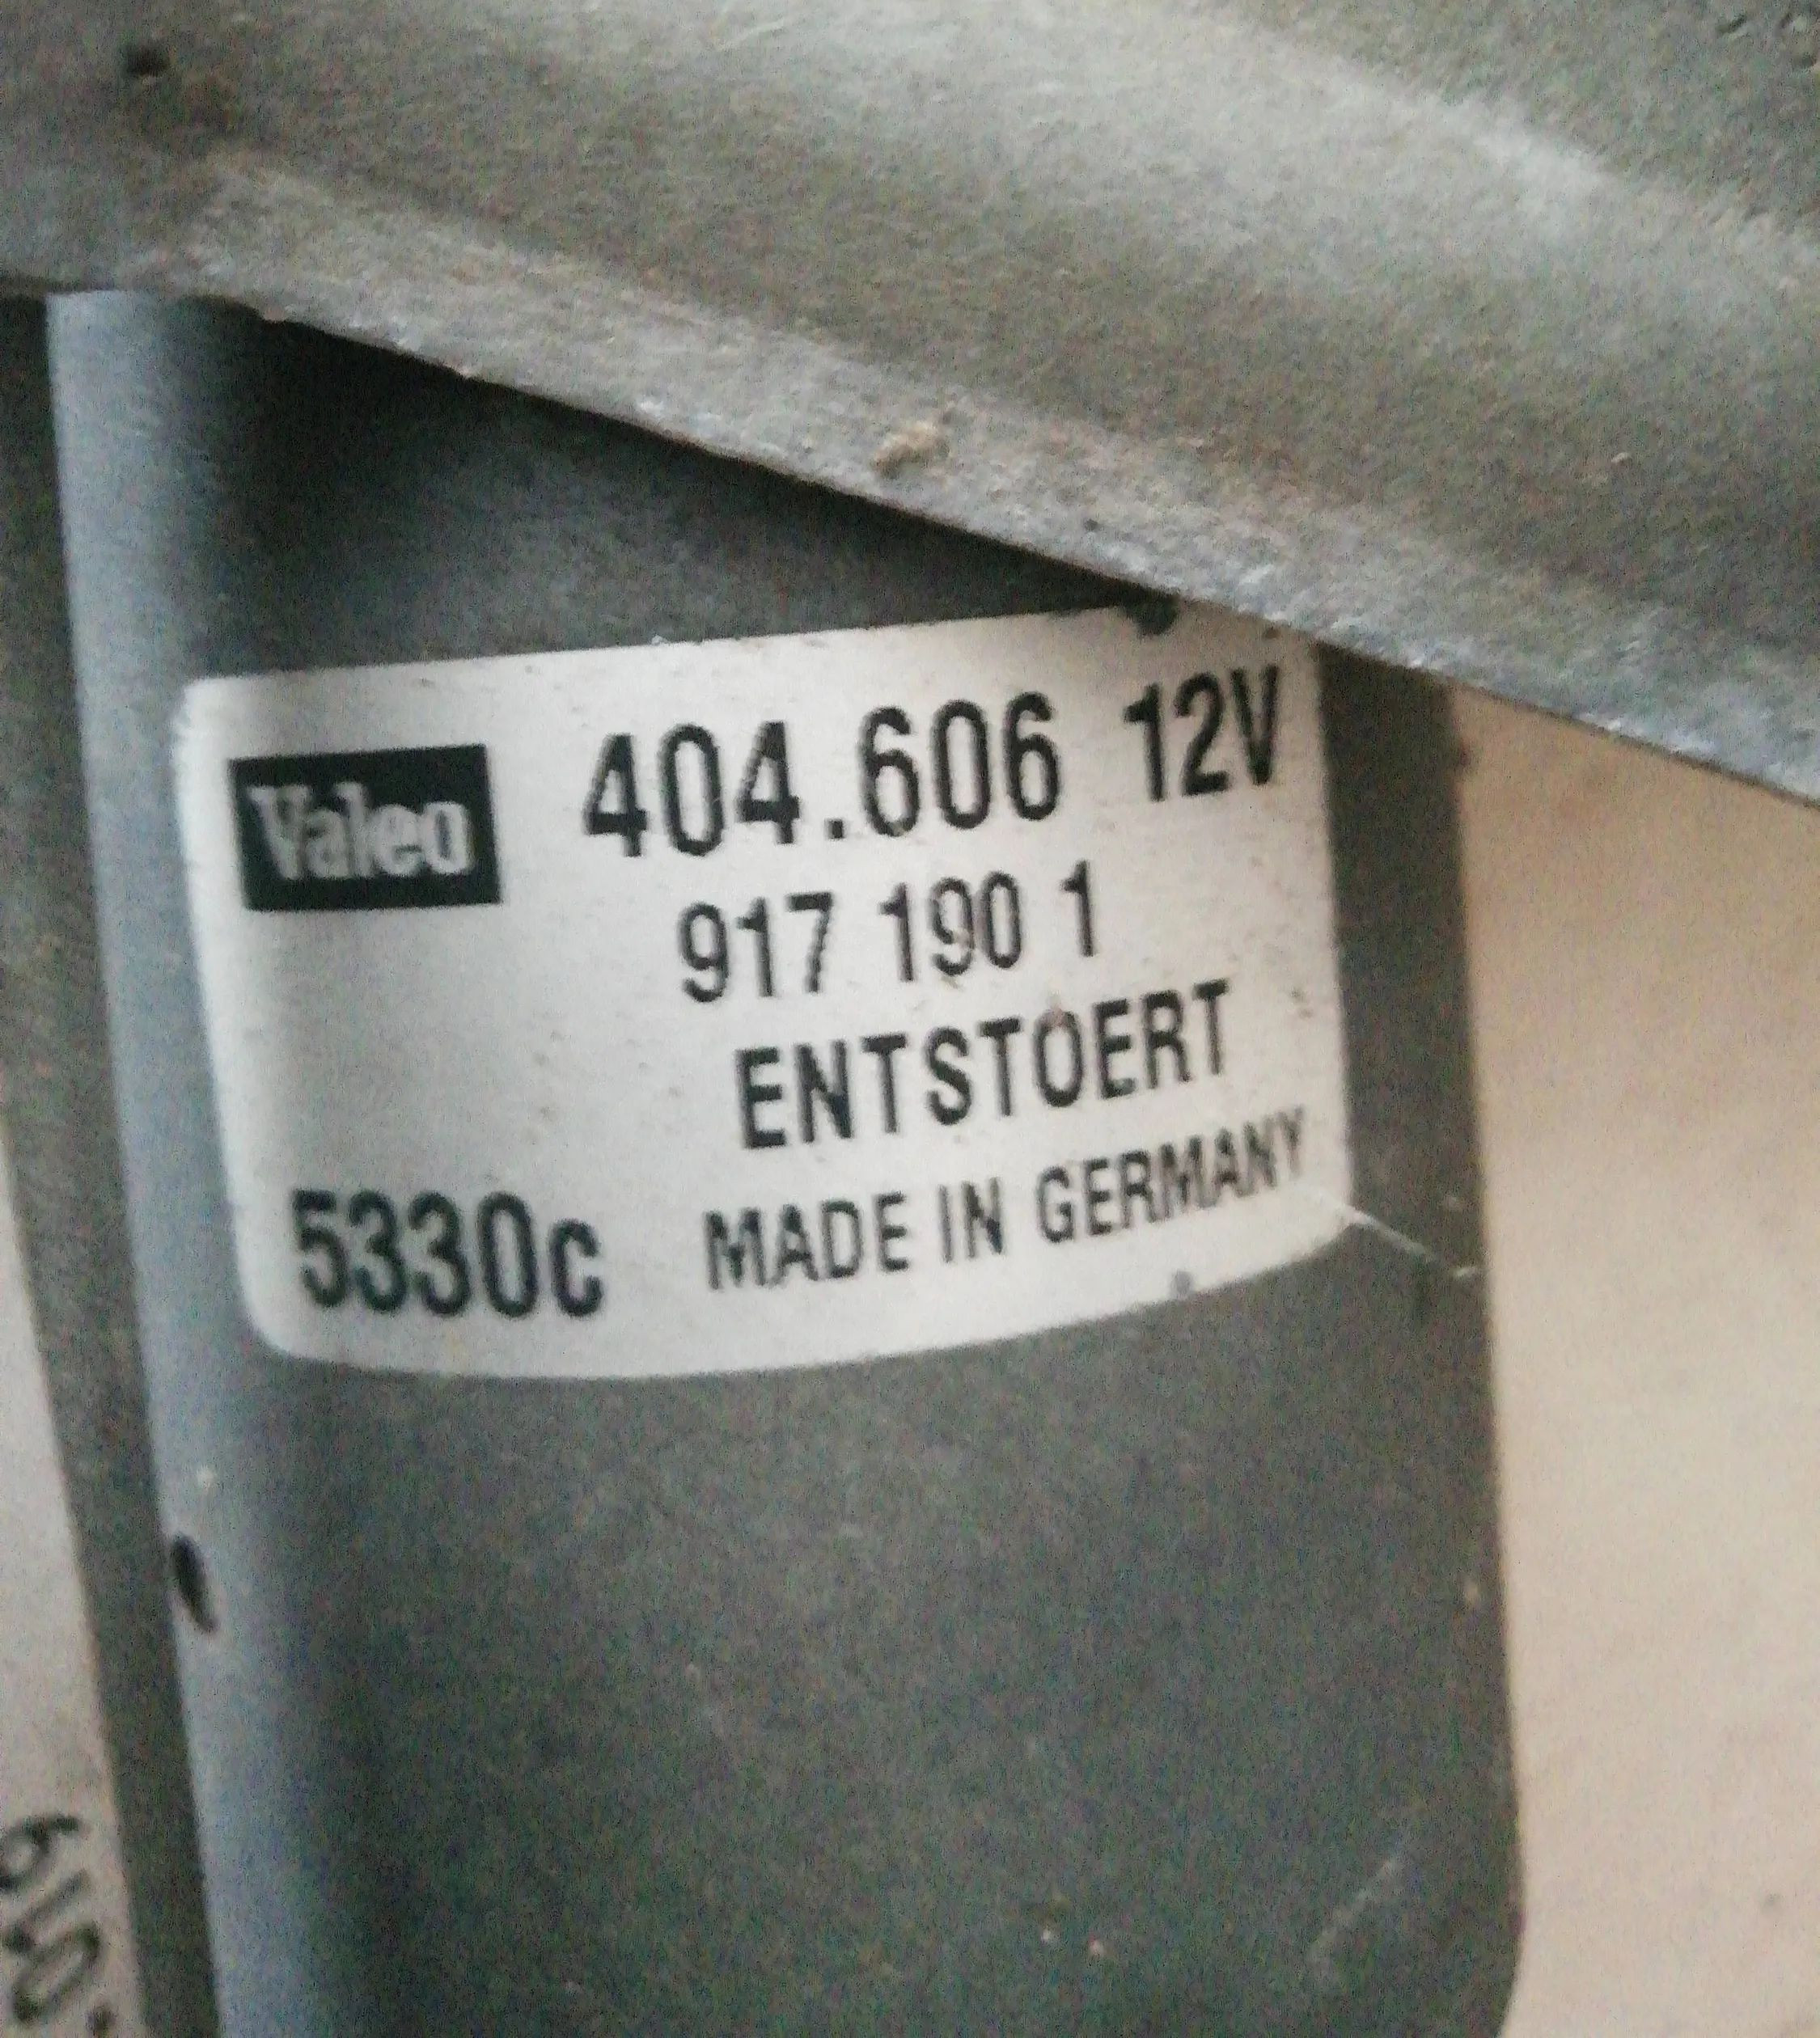 Valeo 404.606 12V
917 190 1
ENTSTOERT
5330c MADE IN GERMANY